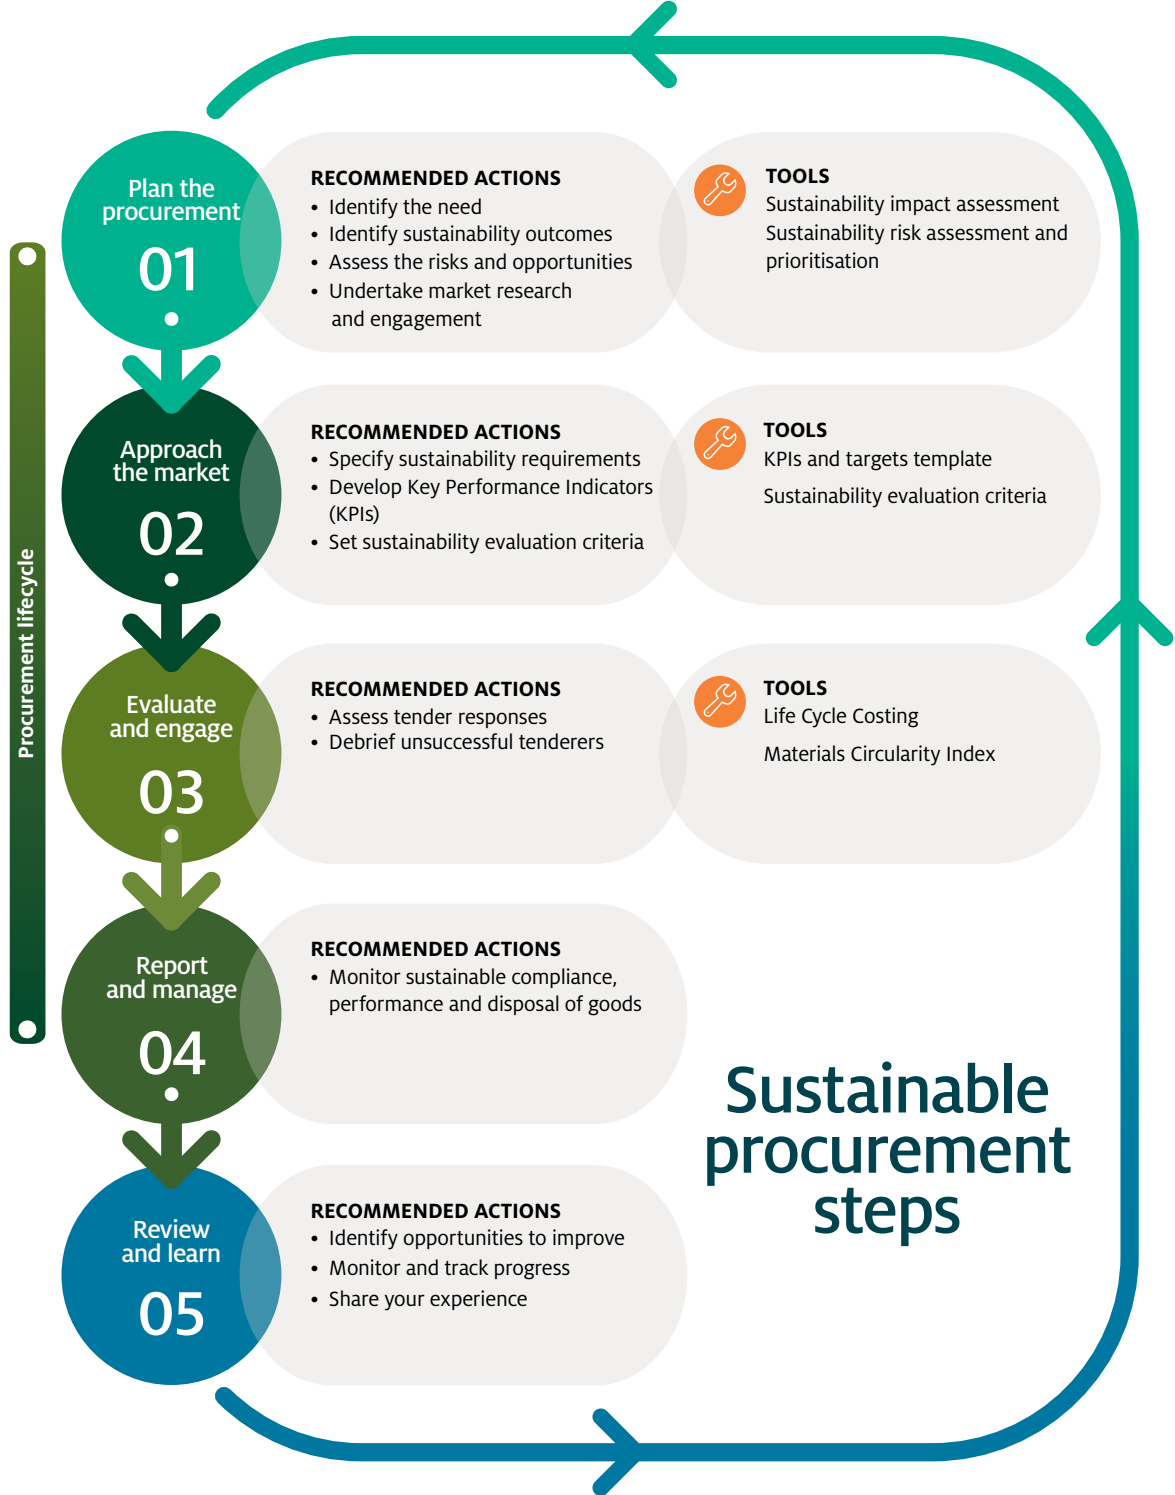 Plan the
procurement
01
RECOMMENDED ACTIONS
• Identify the need
• Identify sustainability outcomes
• Assess the risks and opportunities
• Undertake market research
and engagement
TOOLS
Sustainability impact assessment
Sustainability risk assessment and
prioritisation
Procurement lifecycle
Approach
the market
02
RECOMMENDED ACTIONS
• Specify sustainability requirements
• Develop Key Performance Indicators
(KPIs)
• Set sustainability evaluation criteria
TOOLS
KPIs and targets template
Sustainability evaluation criteria
Evaluate
and engage
03
RECOMMENDED ACTIONS
• Assess tender responses
• Debrief unsuccessful tenderers
TOOLS
Life Cycle Costing
Materials Circularity Index
Report
and manage
04
RECOMMENDED ACTIONS
• Monitor sustainable compliance,
performance and disposal of goods
Review
and learn
05
RECOMMENDED ACTIONS
• Identify opportunities to improve
• Monitor and track progress
• Share your experience
Sustainable
procurement
steps